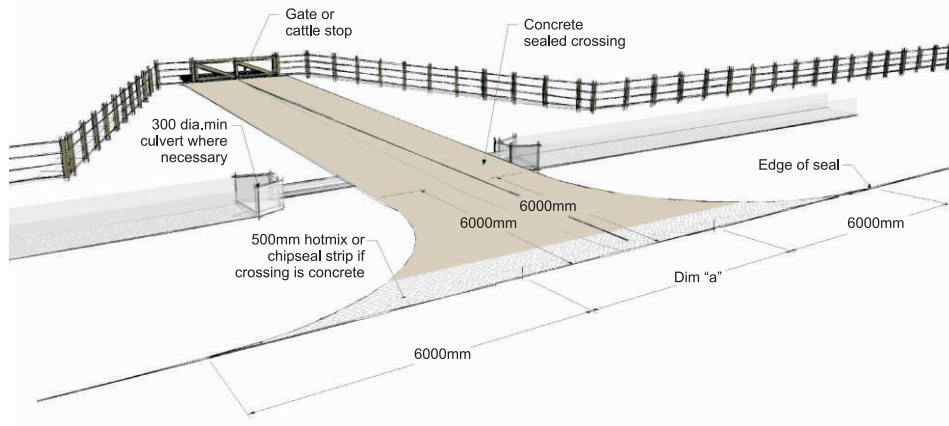 Gate or
cattle stop
Concrete
sealed crossing
300 dia.min
culvert where
necessary
Edge of seal
6000mm
6000mm
6000mm
500mm hotmix or
chipseal strip if
crossing is concrete
Dim “a”
6000mm